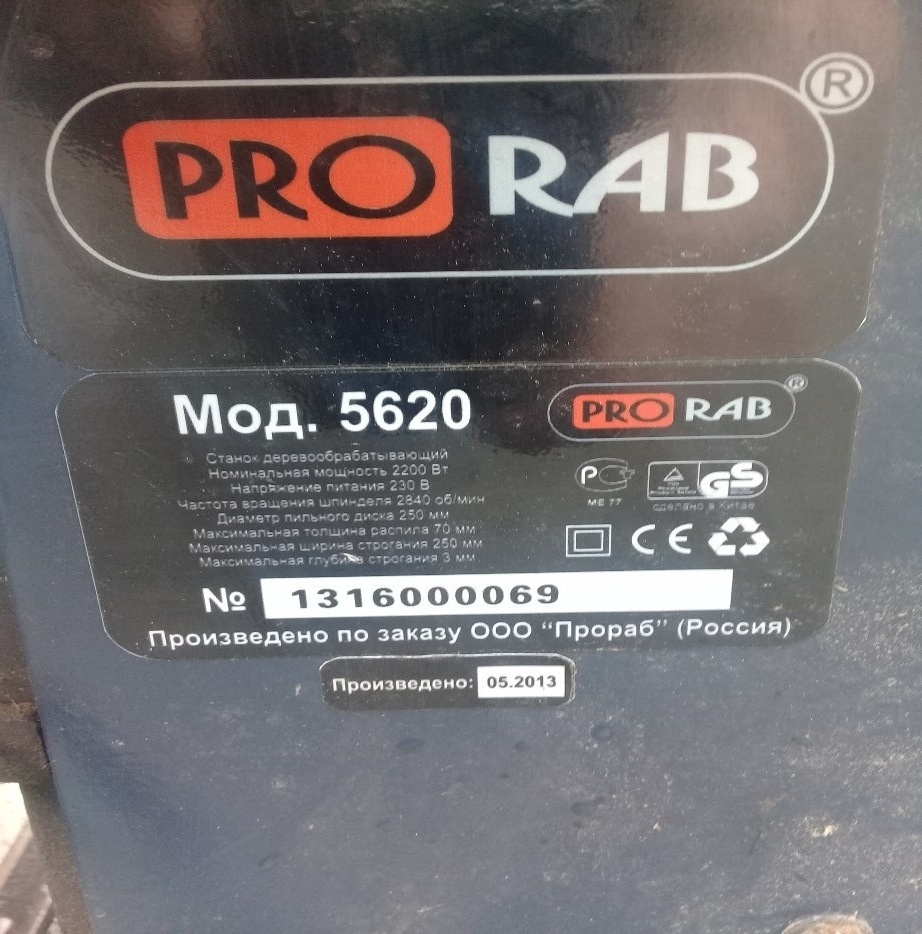 PRO RAB ®
Мод. 5620
PRO RAB ®
Станок деревообрабатывающий
Номинальная мощность 2200 Вт
Напряжение питания 230 В
Частота вращения шпинделя 2840 об/мин
Диаметр пильного диска 250 мм
Максимальная толщина распила 70 мм
Максимальная ширина строгания 250 мм
Максимальная глубина строгания 3 мм
МЕ 77
GS
сделано в Китае
CE
№ 1316000069
Произведено по заказу ООО "Прораб" (Россия)
Произведено: 05.2013